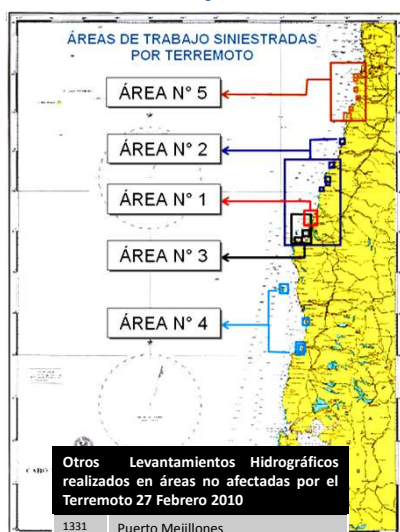 ÁREAS DE TRABAJO SINIESTRADAS
POR TERREMOTO
ÁREA N° 5
ÁREA N° 2
ÁREA N° 1
ÁREA N° 3
ÁREA N° 4
CABO
Otros Levantamientos Hidrográficos
realizados en áreas no afectadas por el
Terremoto 27 Febrero 2010
1331 Puerto Mejillones